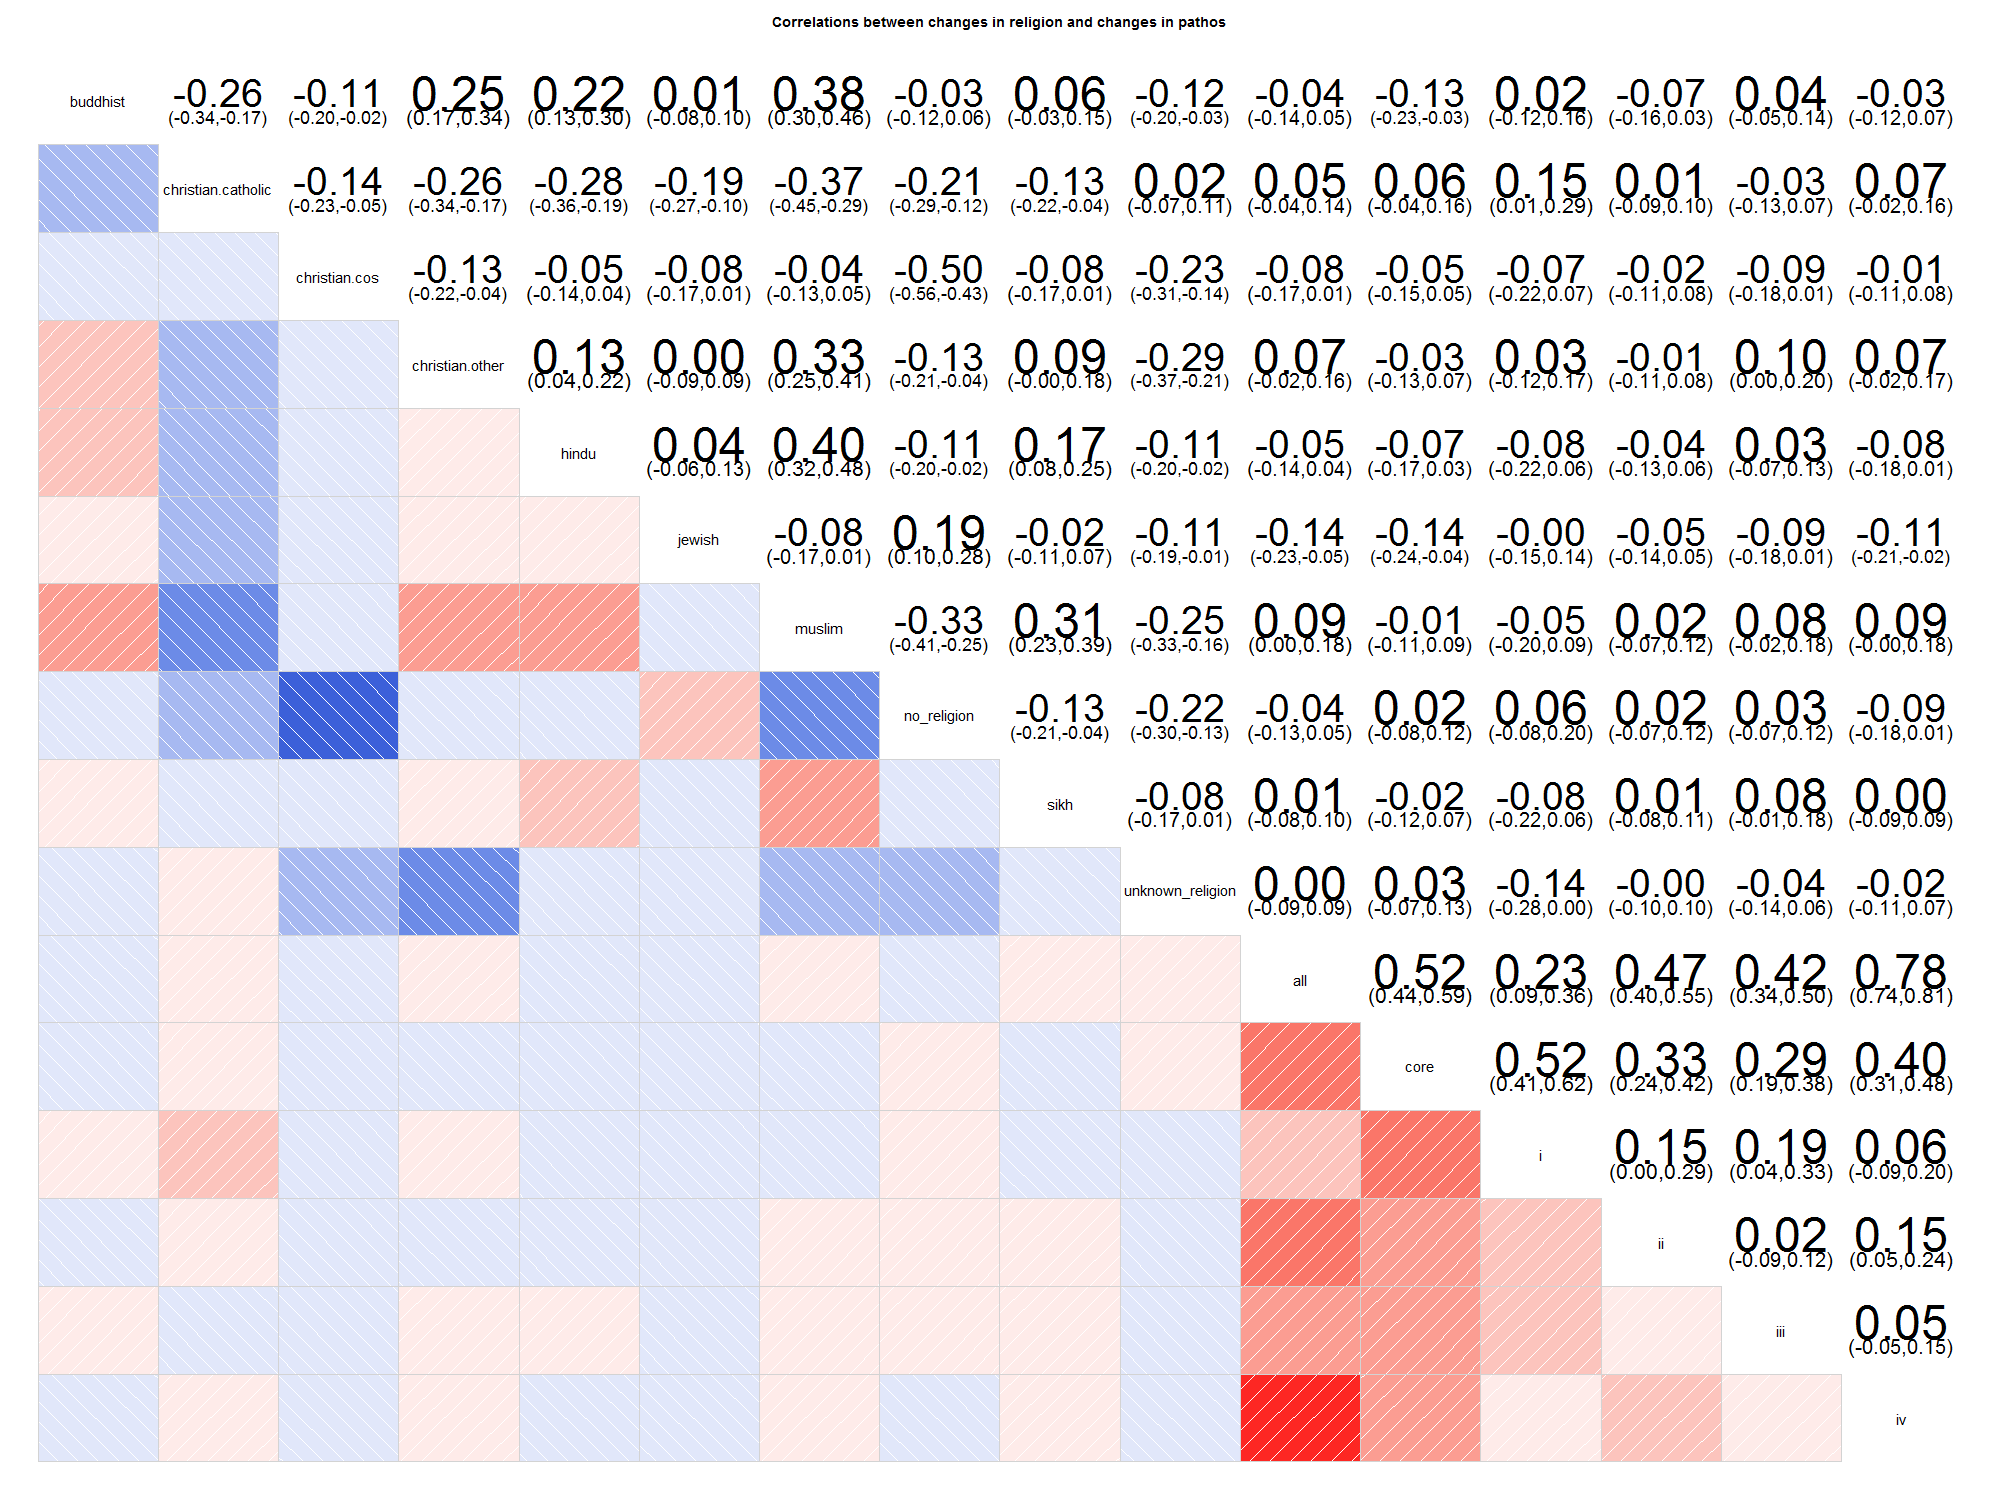 Correlations between changes in religion and changes in pathos
buddhist -0.26 -0.11 0.25 0.22 0.01 0.38 -0.03 0.06 -0.12 -0.04 -0.13 0.02 -0.07 0.04 -0.03
(-0.34,-0.17) (-0.20,-0.02) (0.17,0.34) (0.13,0.30) (-0.08,0.10) (0.30,0.46) (-0.12,0.06) (-0.03,0.15) (-0.20,-0.03) (-0.14,0.05) (-0.23,-0.03) (-0.12,0.16) (-0.16,0.03) (-0.05,0.14) (-0.12,0.07)
christian.catholic -0.14 -0.26 -0.28 -0.19 -0.37 -0.21 -0.13 0.02 0.05 0.06 0.15 0.01 -0.03 0.07
(-0.23,-0.05) (-0.34,-0.17) (-0.36,-0.19) (-0.27,-0.10) (-0.45,-0.29) (-0.29,-0.12) (-0.22,-0.04) (-0.07,0.11) (-0.04,0.14) (-0.04,0.16) (0.01,0.29) (-0.09,0.10) (-0.13,0.07) (-0.02,0.16)
christian.cos -0.13 -0.05 -0.08 -0.04 -0.50 -0.08 -0.23 -0.08 -0.05 -0.07 -0.02 -0.09 -0.01
(-0.22,-0.04) (-0.14,0.04) (-0.17,0.01) (-0.13,0.05) (-0.56,-0.43) (-0.17,0.01) (-0.31,-0.14) (-0.17,0.01) (-0.15,0.05) (-0.22,0.07) (-0.11,0.08) (-0.18,0.01) (-0.11,0.08)
christian.other 0.13 0.00 0.33 -0.13 0.09 -0.29 0.07 -0.03 0.03 -0.01 0.10 0.07
(0.04,0.22) (-0.09,0.09) (0.25,0.41) (-0.21,-0.04) (-0.00,0.18) (-0.37,-0.21) (-0.02,0.16) (-0.13,0.07) (-0.12,0.17) (-0.11,0.08) (0.00,0.20) (-0.02,0.17)
hindu 0.04 0.40 -0.11 0.17 -0.11 -0.05 -0.07 -0.08 -0.04 0.03 -0.08
(-0.06,0.13) (0.32,0.48) (-0.20,-0.02) (0.08,0.25) (-0.20,-0.02) (-0.14,0.04) (-0.17,0.03) (-0.22,0.06) (-0.13,0.06) (-0.07,0.13) (-0.18,0.01)
jewish -0.08 0.19 -0.02 -0.11 -0.14 -0.14 -0.00 -0.05 -0.09 -0.11
(-0.17,0.01) (0.10,0.28) (-0.11,0.07) (-0.19,-0.01) (-0.23,-0.05) (-0.24,-0.04) (-0.15,0.14) (-0.14,0.05) (-0.18,0.01) (-0.21,-0.02)
muslim -0.33 0.31 -0.25 0.09 -0.01 -0.05 0.02 0.08 0.09
(-0.41,-0.25) (0.23,0.39) (-0.33,-0.16) (0.00,0.18) (-0.11,0.09) (-0.20,0.09) (-0.07,0.12) (-0.02,0.18) (-0.00,0.18)
no_religion -0.13 -0.22 -0.04 0.02 0.06 0.02 0.03 -0.09
(-0.21,-0.04) (-0.30,-0.13) (-0.13,0.05) (-0.08,0.12) (-0.08,0.20) (-0.07,0.12) (-0.07,0.12) (-0.18,0.01)
sikh -0.08 0.01 -0.02 -0.08 0.01 0.08 0.00
(-0.17,0.01) (-0.08,0.10) (-0.12,0.07) (-0.22,0.06) (-0.08,0.11) (-0.01,0.18) (-0.09,0.09)
unknown_religion 0.00 0.03 -0.14 -0.00 -0.04 -0.02
(-0.09,0.09) (-0.07,0.13) (-0.28,0.00) (-0.10,0.10) (-0.14,0.06) (-0.11,0.07)
all 0.52 0.23 0.47 0.42 0.78
(0.44,0.59) (0.09,0.36) (0.40,0.55) (0.34,0.50) (0.74,0.81)
core 0.52 0.33 0.29 0.40
(0.41,0.62) (0.24,0.42) (0.19,0.38) (0.31,0.48)
i 0.15 0.19 0.06
(0.00,0.29) (0.04,0.33) (-0.09,0.20)
ii 0.02 0.15
(-0.09,0.12) (0.05,0.24)
iii 0.05
(-0.05,0.15)
iv